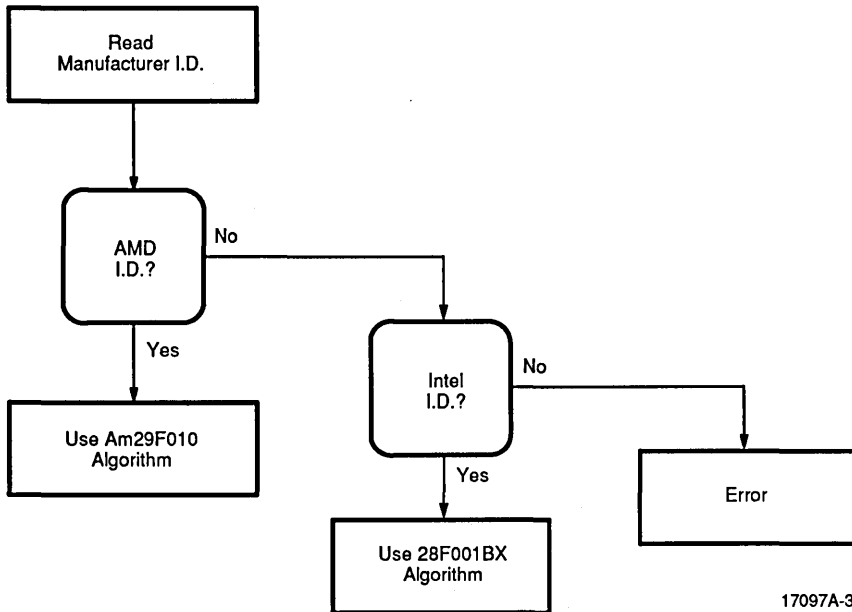 Read
Manufacturer I.D.
AMD
I.D.?
No
Yes
Use Am29F010
Algorithm
Intel
I.D.?
No
Yes
Use 28F001BX
Algorithm
Error
17097A-3